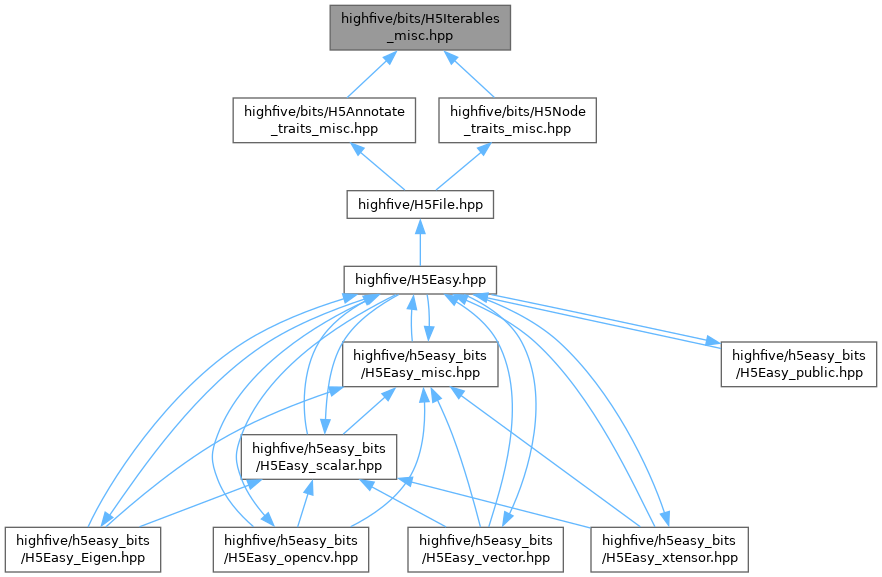 highfive/bits/H5Iterables
_misc.hpp
highfive/bits/H5Annotate
_traits_misc.hpp
highfive/bits/H5Node
_traits_misc.hpp
highfive/H5File.hpp
highfive/H5Easy.hpp
highfive/h5easy_bits
/H5Easy_misc.hpp
highfive/h5easy_bits
/H5Easy_public.hpp
highfive/h5easy_bits
/H5Easy_scalar.hpp
highfive/h5easy_bits
/H5Easy_Eigen.hpp
highfive/h5easy_bits
/H5Easy_opencv.hpp
highfive/h5easy_bits
/H5Easy_vector.hpp
highfive/h5easy_bits
/H5Easy_xtensor.hpp